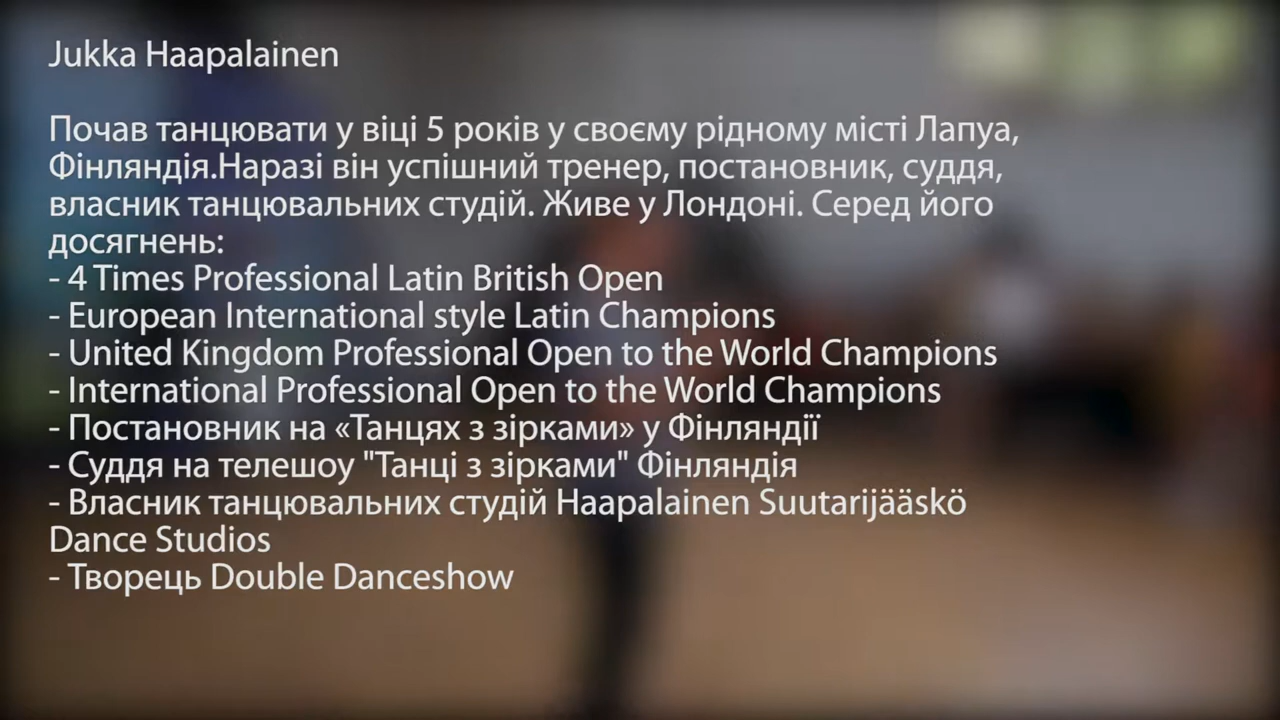 Jukka Haapalainen
Почав танцювати у віці 5 років у своєму рідному місті Лапуа,
Фінляндія.Наразі він успішний тренер, постановник, суддя,
власник танцювальних студій. Живе у Лондоні. Серед його
досягнень:
- 4 Times Professional Latin British Open
- European International style Latin Champions
- United Kingdom Professional Open to the World Champions
- International Professional Open to the World Champions
- Постановник на «Танцях з зірками» у Фінляндії
- Суддя на телешоу "Танці з зірками" Фінляндія
- Власник танцювальних студій Haapalainen Suutarijääskö
Dance Studios
- Творець Double Danceshow